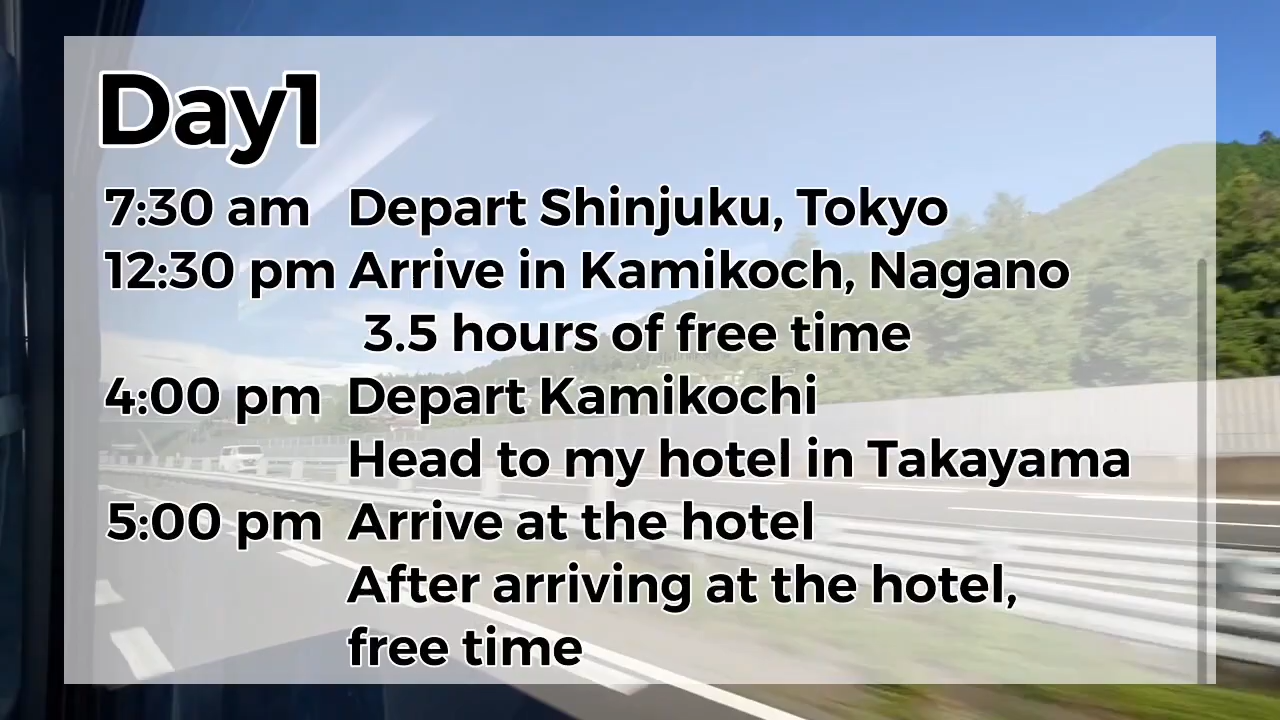 Day1
7:30 am Depart Shinjuku, Tokyo
12:30 pm Arrive in Kamikoch, Nagano
3.5 hours of free time
4:00 pm Depart Kamikochi
Head to my hotel in Takayama
5:00 pm Arrive at the hotel
After arriving at the hotel,
free time